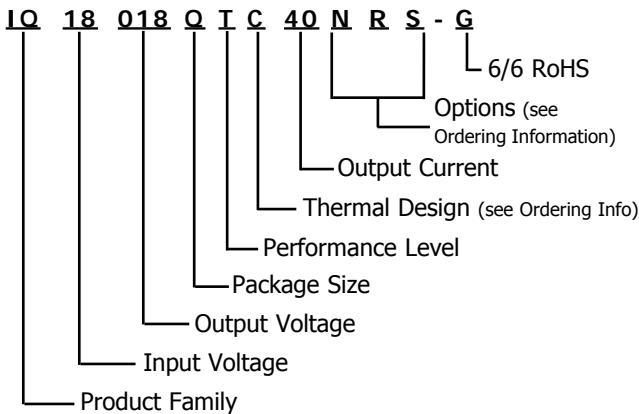 IQ 18 018 Q T C 40 N R S - G
6/6 RoHS
Options (see
Ordering Information)
Output Current
Thermal Design (see Ordering Info)
Performance Level
Package Size
Output Voltage
Input Voltage
Product Family